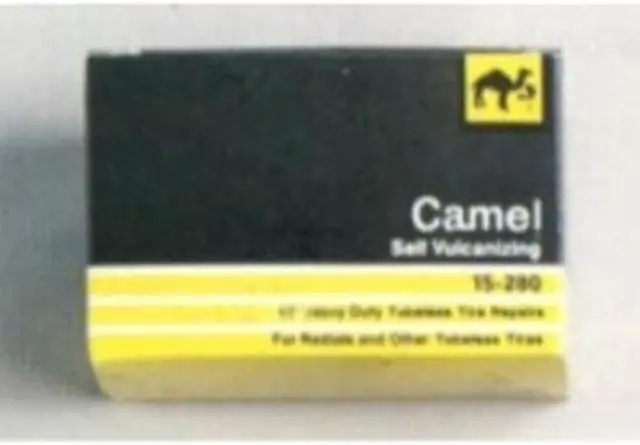 Camel
Self Vulcanizing
15-280
Heavy Duty Tubeless Tire Repairs
For Radials and Other Tubeless Tires